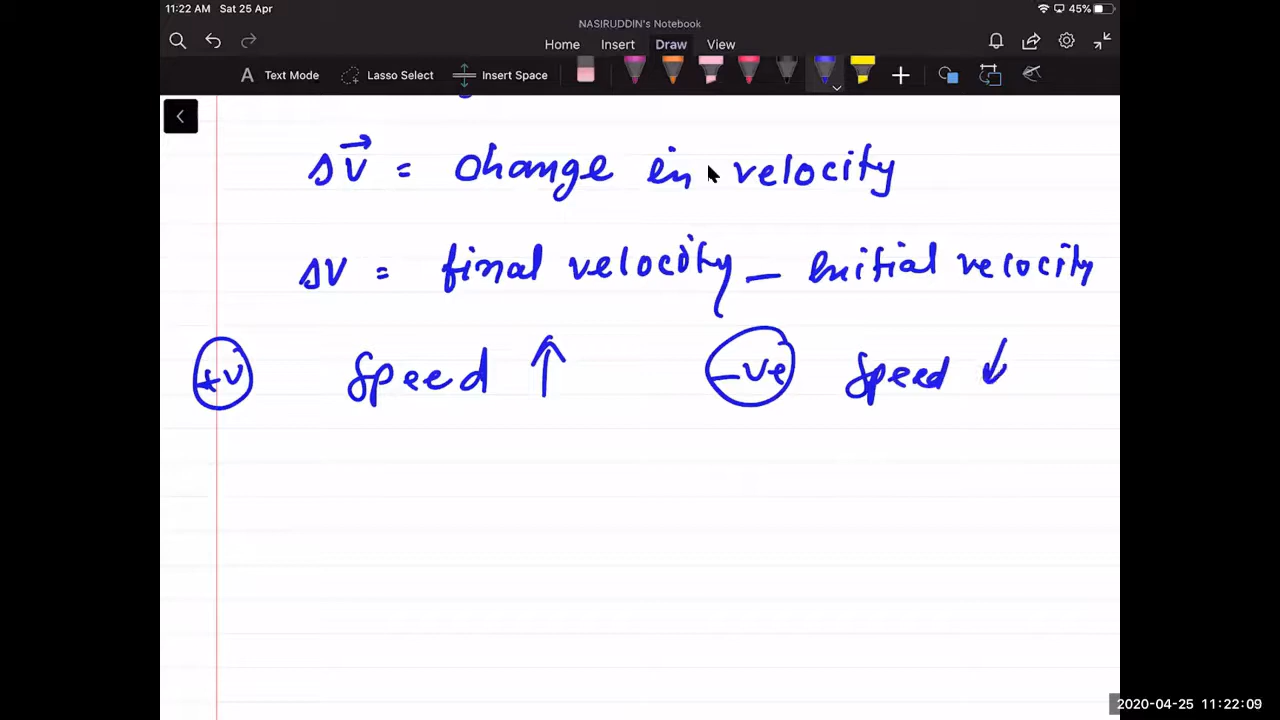 11:22 AM Sat 25 Apr
45%
NASIRUDDIN's Notebook
Home Insert Draw View
Text Mode Lasso Select Insert Space
ΔV⃗ = change in velocity
ΔV = final velocity – Initial velocity
+v Speed ↑ –ve Speed ↓
2020-04-25 11:22:09